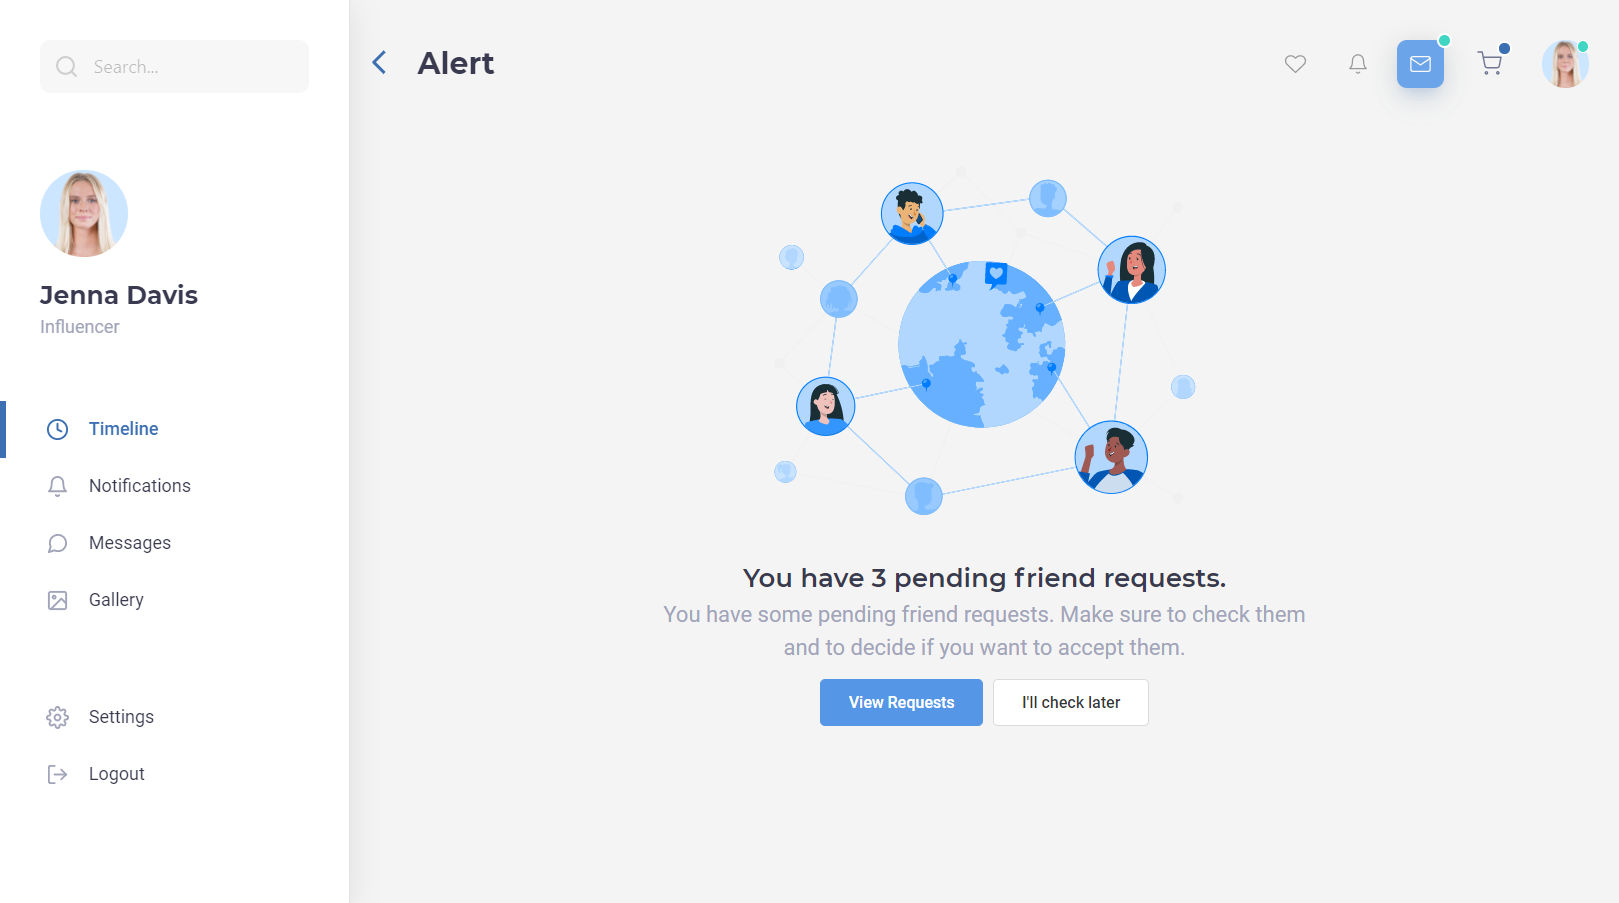 Search...
Jenna Davis
Influencer
Timeline
Notifications
Messages
Gallery
Settings
Logout
Alert
You have 3 pending friend requests.
You have some pending friend requests. Make sure to check them
and to decide if you want to accept them.
View Requests
I'll check later